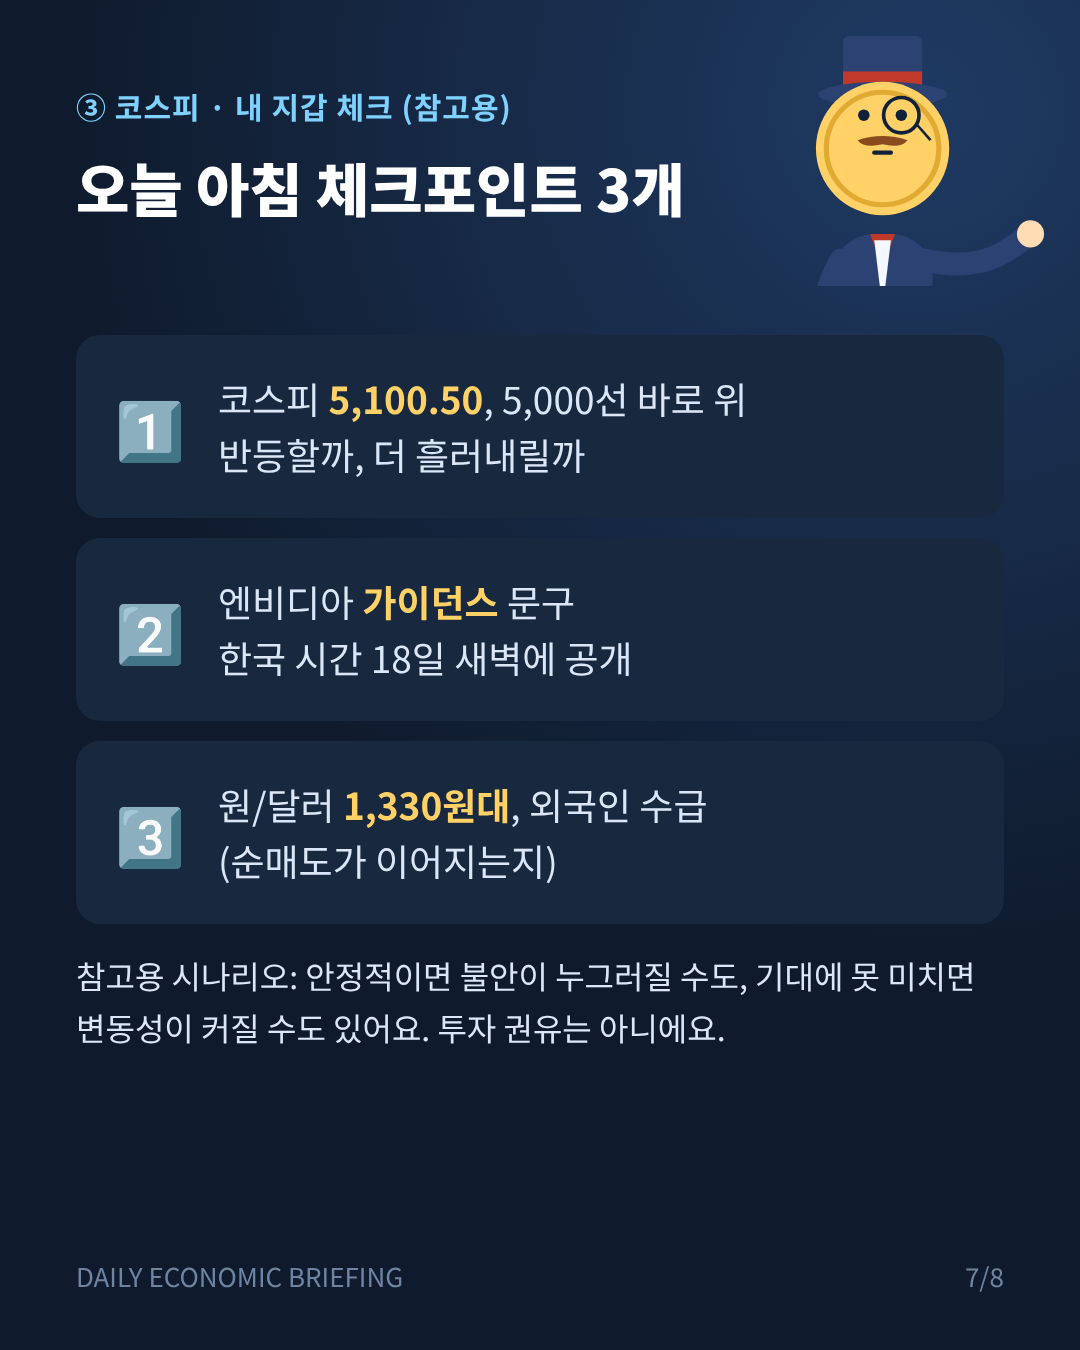 ③ 코스피 · 내 지갑 체크 (참고용)
오늘 아침 체크포인트 3개
1
코스피 5,100.50, 5,000선 바로 위
반등할까, 더 흘러내릴까
2
엔비디아 가이던스 문구
한국 시간 18일 새벽에 공개
3
원/달러 1,330원대, 외국인 수급
(순매도가 이어지는지)
참고용 시나리오: 안정적이면 불안이 누그러질 수도, 기대에 못 미치면
변동성이 커질 수도 있어요. 투자 권유는 아니에요.
DAILY ECONOMIC BRIEFING
7/8